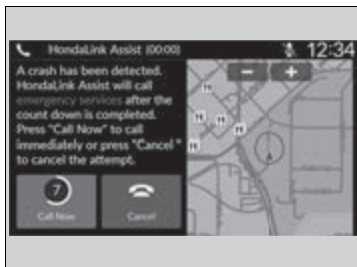 HondaLink Assist (00:00)
12:34
A crash has been detected.
HondaLink Assist will call
emergency services after the
count down is completed.
Press "Call Now" to call
immediately or press "Cancel"
to cancel the attempt.
7
Call Now
Cancel